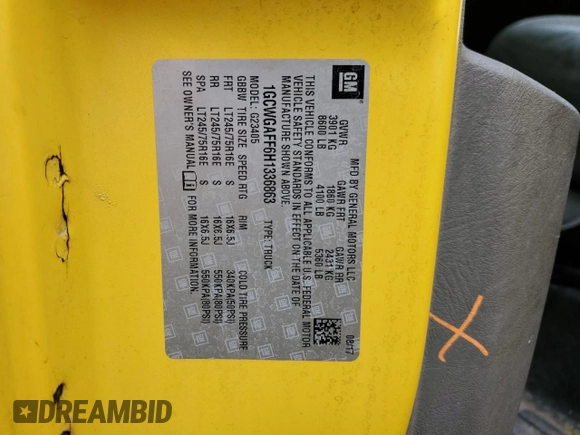 GM
MFD BY GENERAL MOTORS LLC
08/17
GVWR GAWR FRT GAWR RR
3901 KG 1860 KG 2431 KG
8600 LB 4100 LB 5360 LB
THIS VEHICLE CONFORMS TO ALL APPLICABLE U.S. FEDERAL MOTOR
VEHICLE SAFETY STANDARDS IN EFFECT ON THE DATE OF
MANUFACTURE SHOWN ABOVE.
1GCWGAFF6H1336863 TYPE: TRUCK
MODEL: G23405
GBBW TIRE SIZE SPEED RTG RIM COLD TIRE PRESSURE
FRT LT245/75R16E S 16X6.5J 340KPA(50PSI)
RR LT245/75R16E S 16X6.5J 550KPA(80PSI)
SPA LT245/75R16E S 16X6.5J 550KPA(80PSI)
SEE OWNER'S MANUAL FOR MORE INFORMATION.
DREAMBID